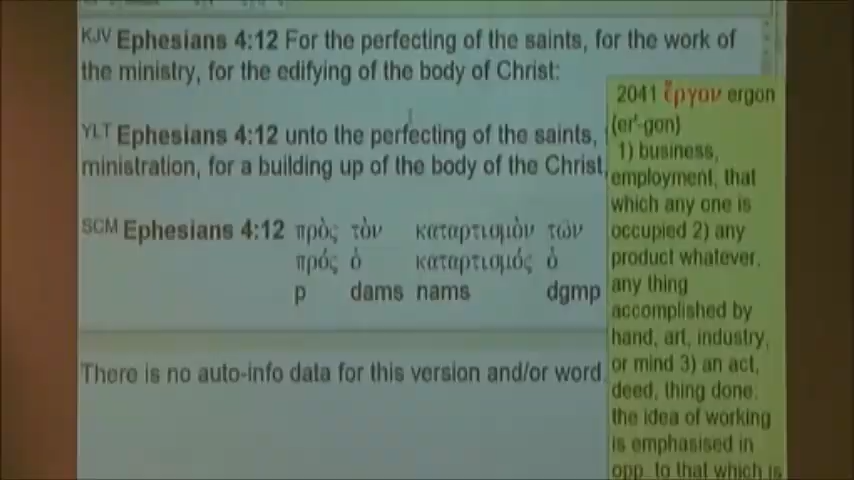 KJV Ephesians 4:12 For the perfecting of the saints, for the work of
the ministry, for the edifying of the body of Christ:
YLT Ephesians 4:12 unto the perfecting of the saints,
ministration, for a building up of the body of the Christ,
SCM Ephesians 4:12 πρὸς τὸν καταρτισμὸν τῶν
πρός ὁ καταρτισμός ὁ
p dams nams dgmp
There is no auto-info data for this version and/or word.
2041 ἔργον ergon
(er'-gon)
1) business,
employment, that
which any one is
occupied 2) any
product whatever,
any thing
accomplished by
hand, art, industry,
or mind 3) an act,
deed, thing done:
the idea of working
is emphasised in
opp. to that which is